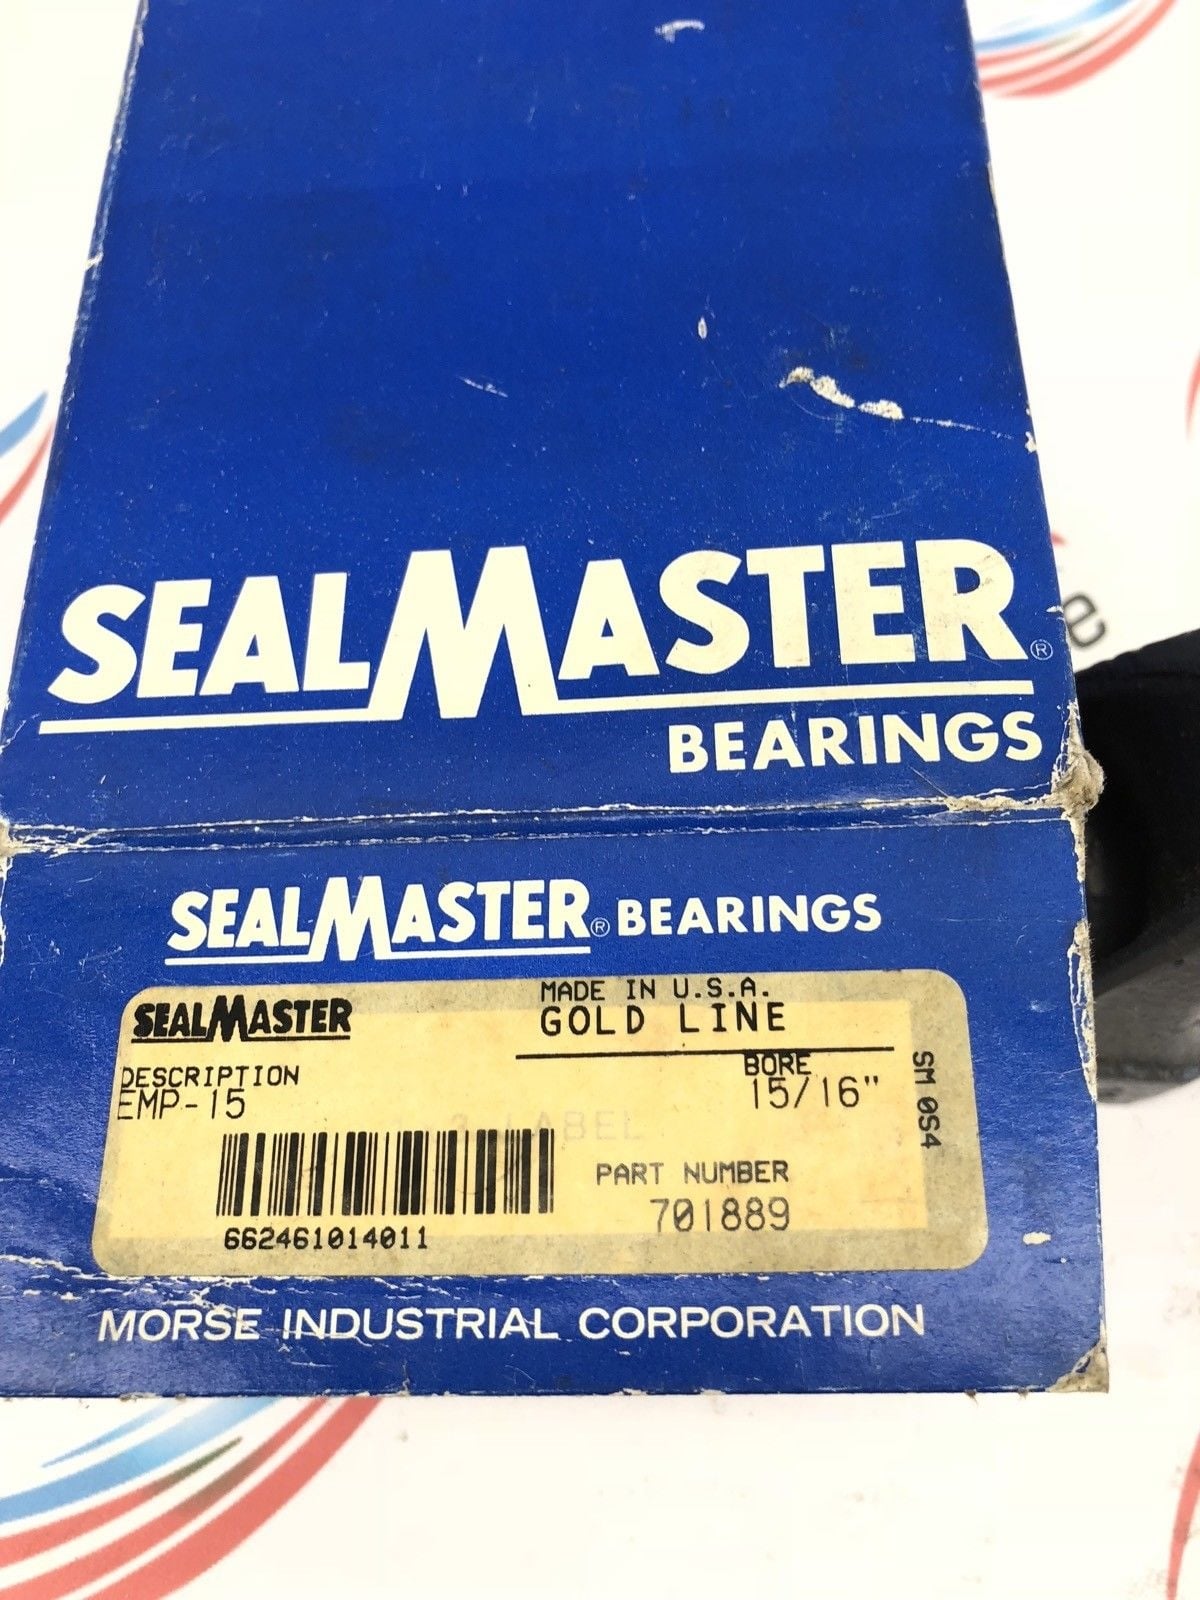 SEALMASTER®
BEARINGS
SEALMASTER® BEARINGS
SEALMASTER
MADE IN U.S.A.
GOLD LINE
DESCRIPTION
EMP-15
BORE
15/16"
SM 0S4
LABEL
PART NUMBER
701889
662461014011
MORSE INDUSTRIAL CORPORATION
e